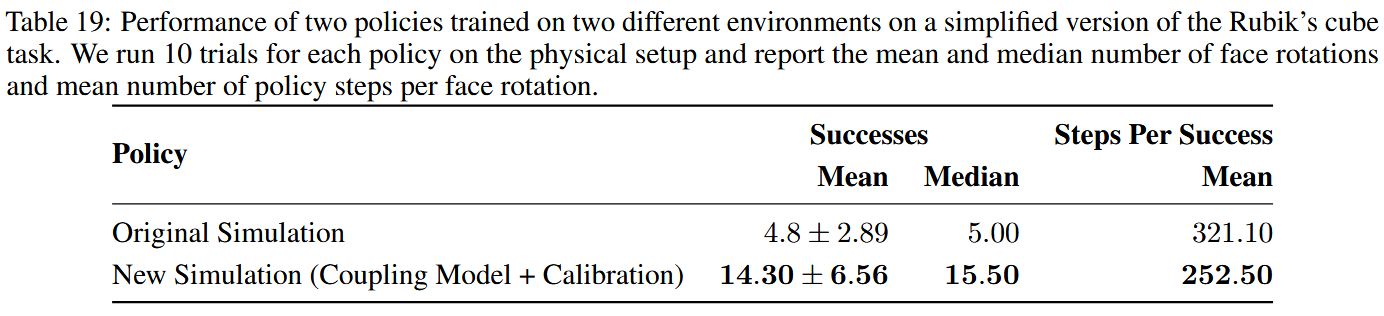 Table 19: Performance of two policies trained on two different environments on a simplified version of the Rubik's cube
task. We run 10 trials for each policy on the physical setup and report the mean and median number of face rotations
and mean number of policy steps per face rotation.
Policy Successes Steps Per Success
Mean Median Mean
Original Simulation 4.8 ± 2.89 5.00 321.10
New Simulation (Coupling Model + Calibration) 14.30 ± 6.56 15.50 252.50